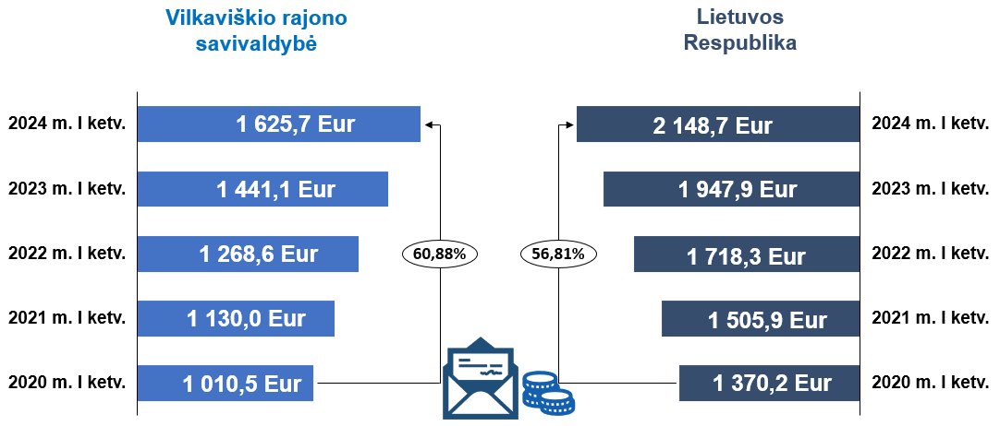 Vilkaviškio rajono
savivaldybė
Lietuvos
Respublika
2024 m. I ketv.
1 625,7 Eur
2 148,7 Eur
2024 m. I ketv.
2023 m. I ketv.
1 441,1 Eur
1 947,9 Eur
2023 m. I ketv.
2022 m. I ketv.
1 268,6 Eur
60,88%
56,81%
1 718,3 Eur
2022 m. I ketv.
2021 m. I ketv.
1 130,0 Eur
1 505,9 Eur
2021 m. I ketv.
2020 m. I ketv.
1 010,5 Eur
1 370,2 Eur
2020 m. I ketv.